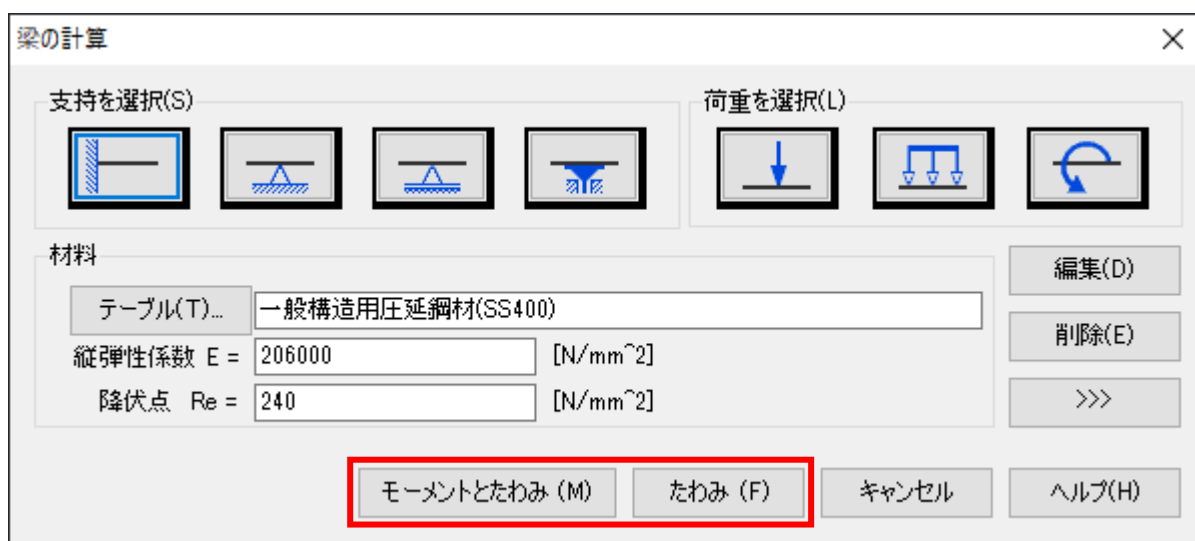 梁の計算
支持を選択(S)
荷重を選択(L)
材料
テーブル(T)...
一般構造用圧延鋼材(SS400)
縦弾性係数 E = 206000 [N/mm^2]
降伏点 Re = 240 [N/mm^2]
編集(D)
削除(E)
>>>
モーメントとたわみ (M)
たわみ (F)
キャンセル
ヘルプ(H)